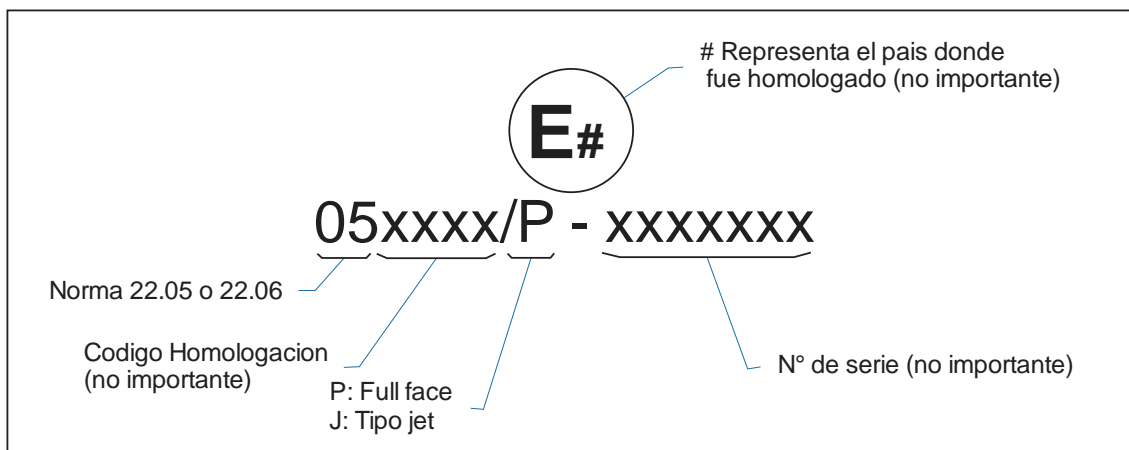 # Representa el pais donde
fue homologado (no importante)
E#
05xxxx/P - xxxxxxxx
Norma 22.05 o 22.06
Codigo Homologacion
(no importante)
P: Full face
J: Tipo jet
N° de serie (no importante)